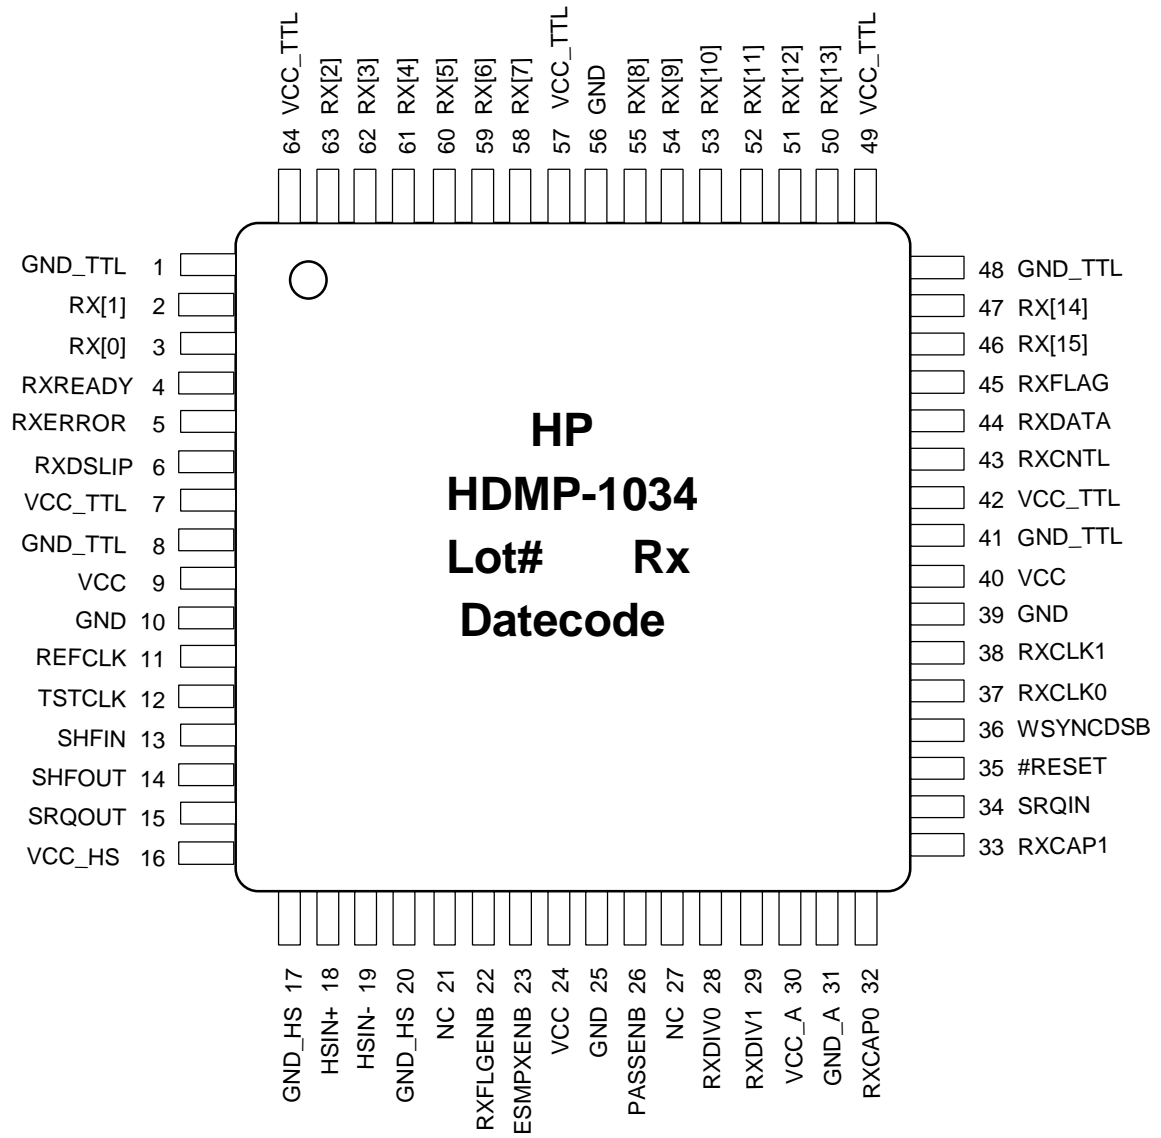 64 VCC_TTL
63 RX[2]
62 RX[3]
61 RX[4]
60 RX[5]
59 RX[6]
58 RX[7]
57 VCC_TTL
56 GND
55 RX[8]
54 RX[9]
53 RX[10]
52 RX[11]
51 RX[12]
50 RX[13]
49 VCC_TTL
GND_TTL 1
RX[1] 2
RX[0] 3
RXREADY 4
RXERROR 5
RXDSLIP 6
VCC_TTL 7
GND_TTL 8
VCC 9
GND 10
REFCLK 11
TSTCLK 12
SHFIN 13
SHFOUT 14
SRQOUT 15
VCC_HS 16
HP
HDMP-1034
Lot# Rx
Datecode
48 GND_TTL
47 RX[14]
46 RX[15]
45 RXFLAG
44 RXDATA
43 RXCNTL
42 VCC_TTL
41 GND_TTL
40 VCC
39 GND
38 RXCLK1
37 RXCLK0
36 WSYNCDSB
35 #RESET
34 SRQIN
33 RXCAP1
GND_HS 17
HSIN+ 18
HSIN- 19
GND_HS 20
NC 21
RXFLGENB 22
ESMPXENB 23
VCC 24
GND 25
PASSENB 26
NC 27
RXDIV0 28
RXDIV1 29
VCC_A 30
GND_A 31
RXCAP0 32